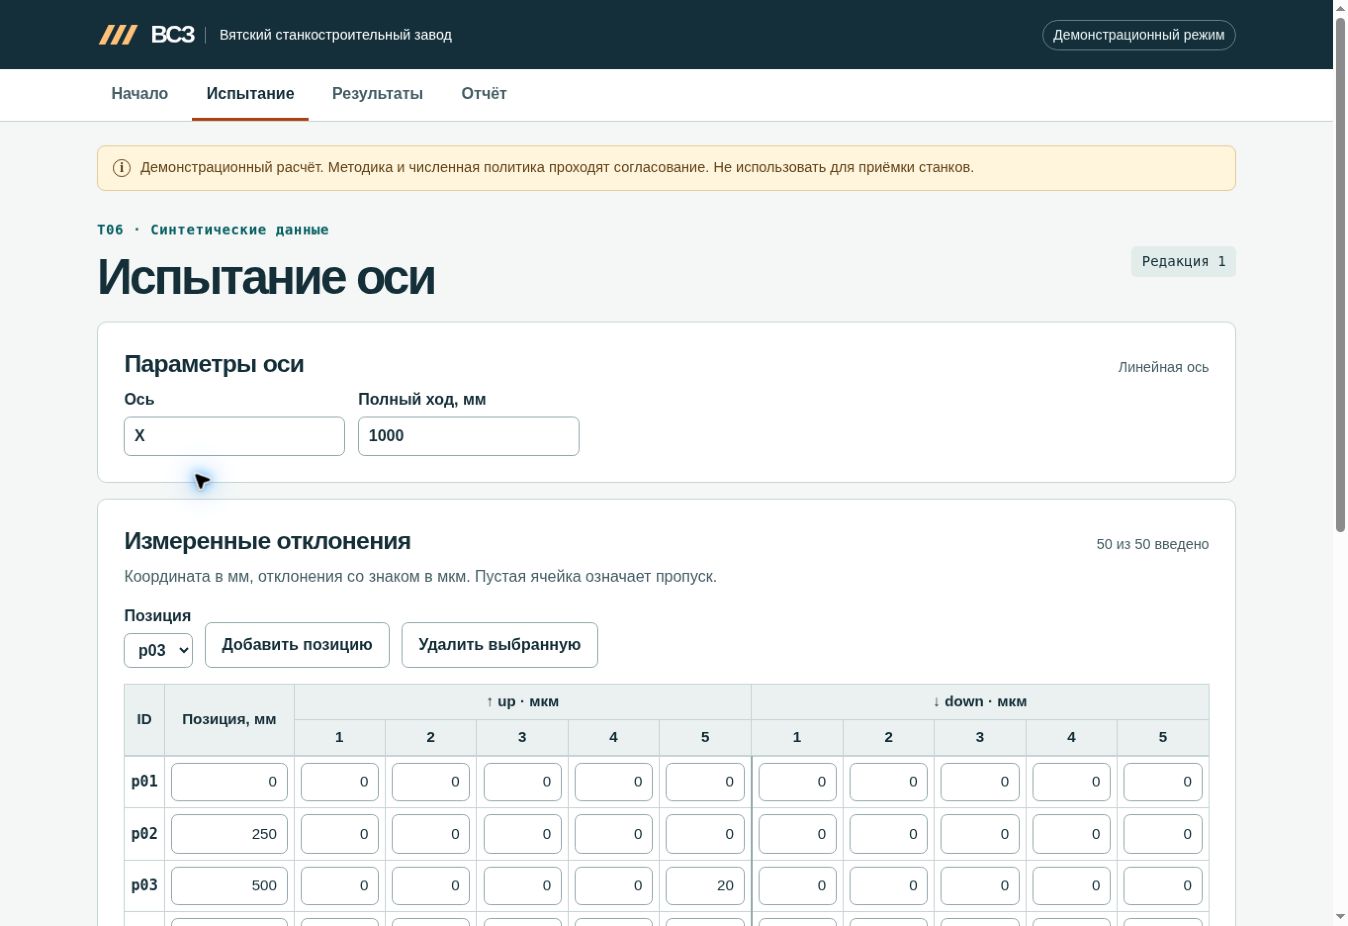 ВСЗ Вятский станкостроительный завод Демонстрационный режим
Начало Испытание Результаты Отчёт
Демонстрационный расчёт. Методика и численная политика проходят согласование. Не использовать для приёмки станков.
T06 · Синтетические данные
Испытание оси
Редакция 1
Параметры оси
Линейная ось
Ось Полный ход, мм
X 1000
Измеренные отклонения
50 из 50 введено
Координата в мм, отклонения со знаком в мкм. Пустая ячейка означает пропуск.
Позиция
p03 Добавить позицию Удалить выбранную
ID Позиция, мм ↑ up · мкм ↓ down · мкм
1 2 3 4 5 1 2 3 4 5
p01 0 0 0 0 0 0 0 0 0 0 0
p02 250 0 0 0 0 0 0 0 0 0 0
p03 500 0 0 0 0 20 0 0 0 0 0